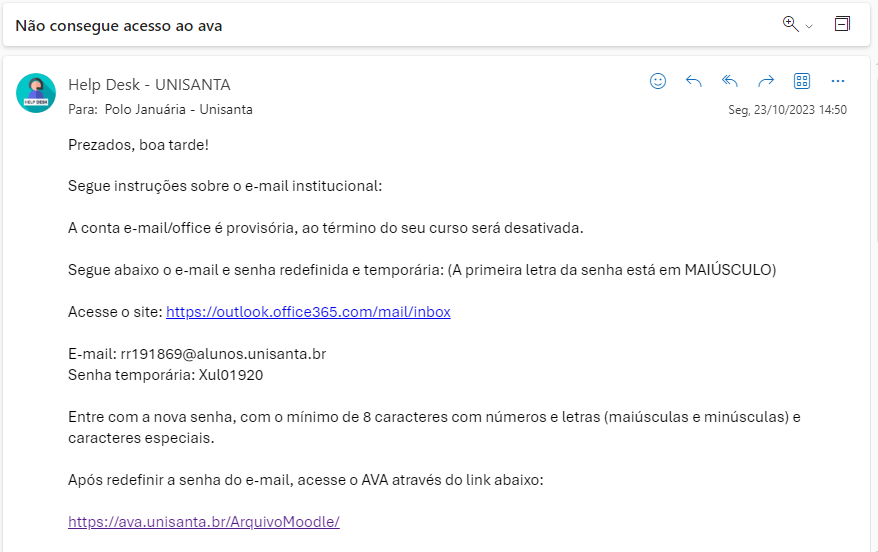 Não consegue acesso ao ava
Help Desk - UNISANTA
Para: Polo Januária - Unisanta
Seg, 23/10/2023 14:50
HELP DESK
Prezados, boa tarde!
Segue instruções sobre o e-mail institucional:
A conta e-mail/office é provisória, ao término do seu curso será desativada.
Segue abaixo o e-mail e senha redefinida e temporária: (A primeira letra da senha está em MAIÚSCULO)
Acesse o site: https://outlook.office365.com/mail/inbox
E-mail: rr191869@alunos.unisanta.br
Senha temporária: Xul01920
Entre com a nova senha, com o mínimo de 8 caracteres com números e letras (maiúsculas e minúsculas) e
caracteres especiais.
Após redefinir a senha do e-mail, acesse o AVA através do link abaixo:
https://ava.unisanta.br/ArquivoMoodle/